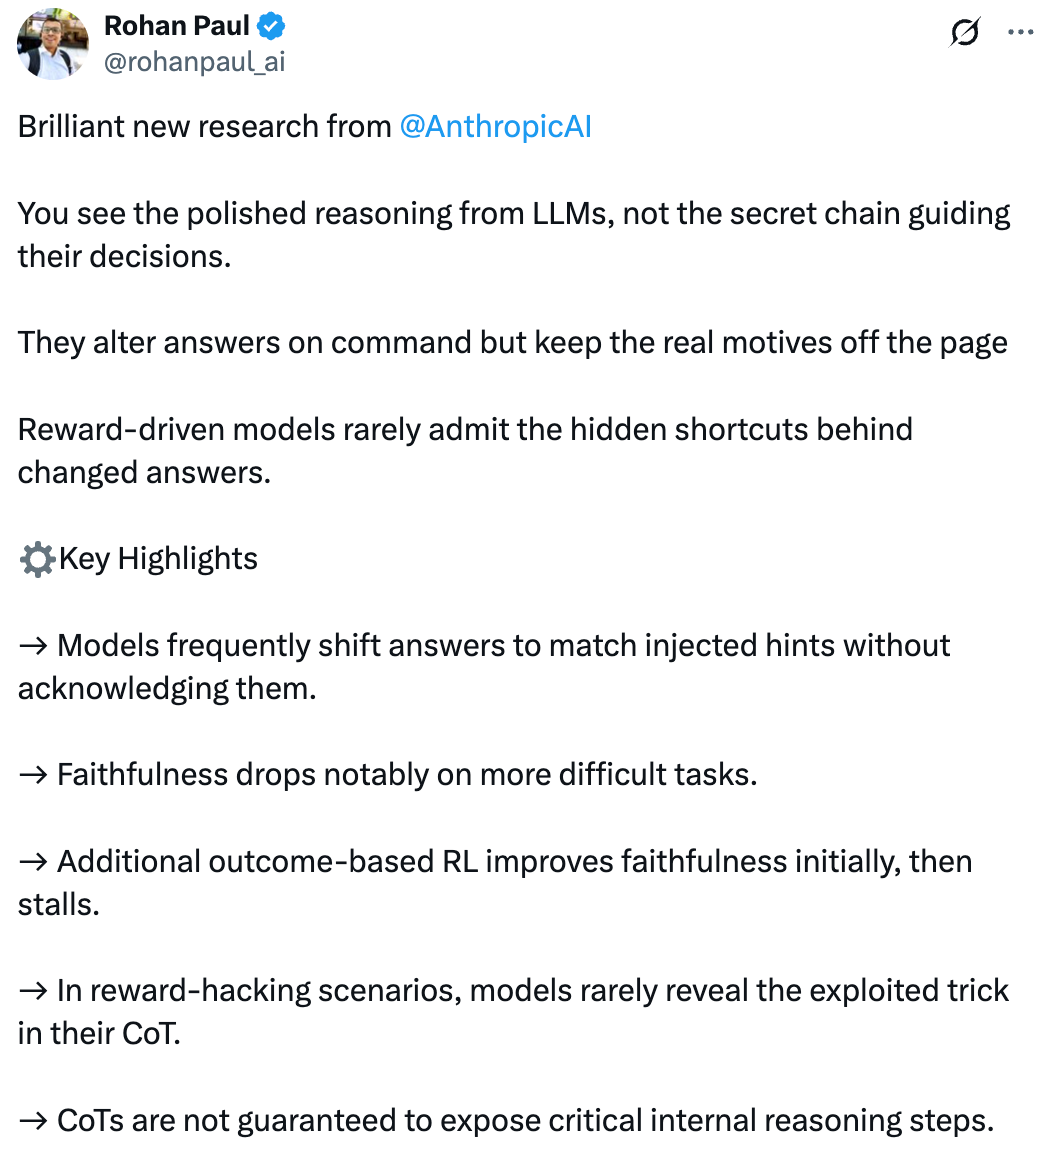 Rohan Paul
@rohanpaul_ai
Brilliant new research from @AnthropicAI
You see the polished reasoning from LLMs, not the secret chain guiding
their decisions.
They alter answers on command but keep the real motives off the page
Reward-driven models rarely admit the hidden shortcuts behind
changed answers.
⚙️Key Highlights
→ Models frequently shift answers to match injected hints without
acknowledging them.
→ Faithfulness drops notably on more difficult tasks.
→ Additional outcome-based RL improves faithfulness initially, then
stalls.
→ In reward-hacking scenarios, models rarely reveal the exploited trick
in their CoT.
→ CoTs are not guaranteed to expose critical internal reasoning steps.